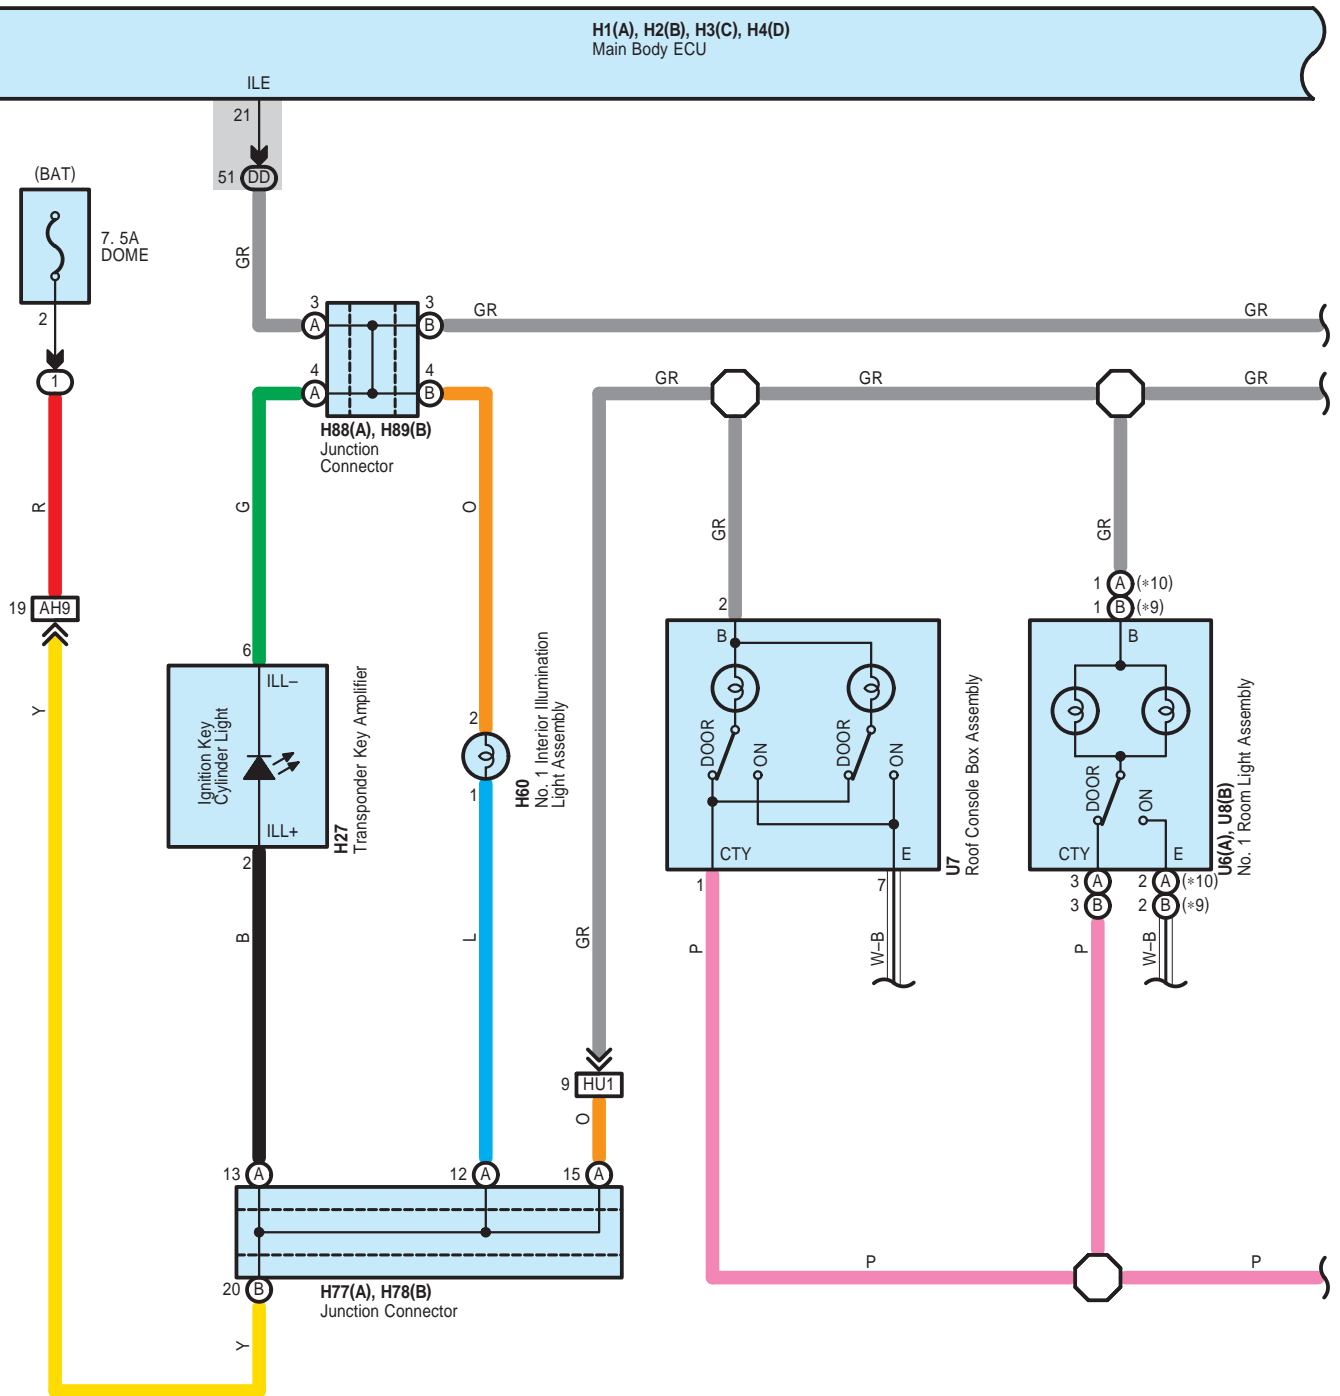 H1(A), H2(B), H3(C), H4(D)
Main Body ECU
ILE
21
51 DD
(BAT)
7. 5A
DOME
2
1
GR
3 3
A B
GR GR
4 4
A B
GR GR GR
H88(A), H89(B)
Junction
Connector
R
G
O
GR
GR
19 AH9
1 A (*10)
1 B (*9)
Y
6
ILL–
Ignition Key
Cylinder Light
ILL+
2
H27
Transponder Key Amplifier
2
1
H60
No. 1 Interior Illumination
Light Assembly
2
B
DOOR
ON
DOOR
ON
CTY E
1 7
U7
Roof Console Box Assembly
B
DOOR
ON
CTY E
U6(A), U8(B)
No. 1 Room Light Assembly
3 A 2 A (*10)
3 B 2 B (*9)
B
L
GR
P
W–B
P
W–B
9 HU1
O
13 A 12 A 15 A
20 B
H77(A), H78(B)
Junction Connector
P P
Y